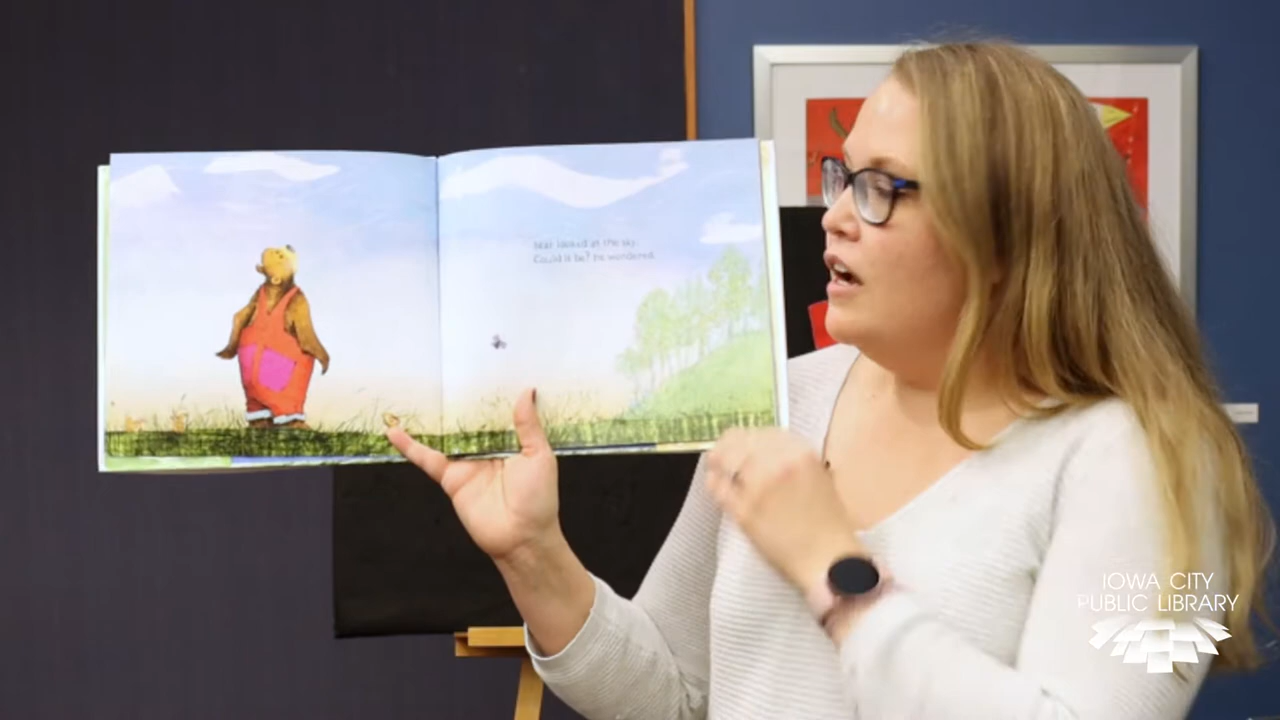 Bear looked at the sky.
Could it be? he wondered.
IOWA CITY
PUBLIC LIBRARY